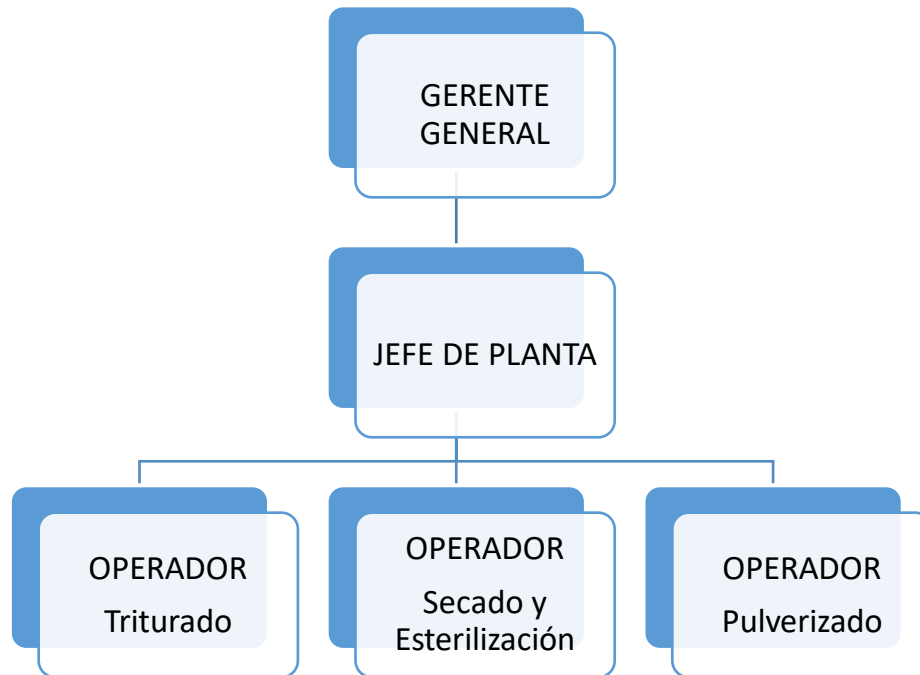 GERENTE
GENERAL
JEFE DE PLANTA
OPERADOR
Triturado
OPERADOR
Secado y
Esterilización
OPERADOR
Pulverizado